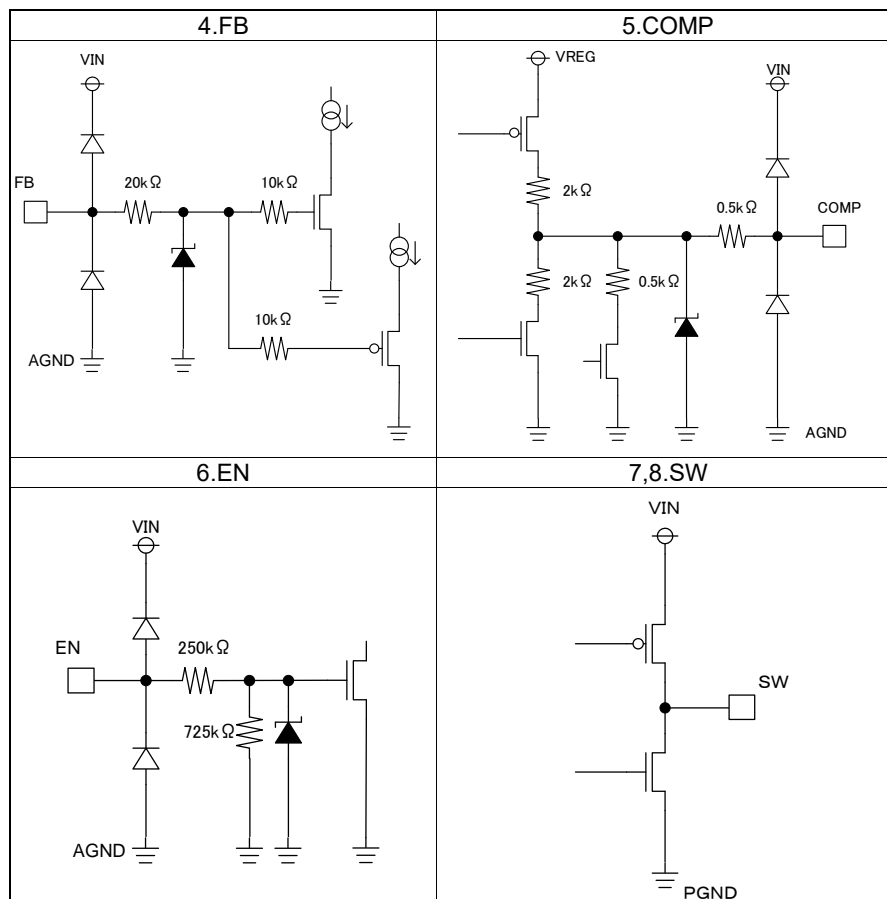 4.FB
VIN
FB
20kΩ
10kΩ
10kΩ
AGND
5.COMP
VREG
VIN
2kΩ
0.5kΩ
COMP
2kΩ
0.5kΩ
AGND
6.EN
VIN
EN
250kΩ
725kΩ
AGND
7,8.SW
VIN
SW
PGND